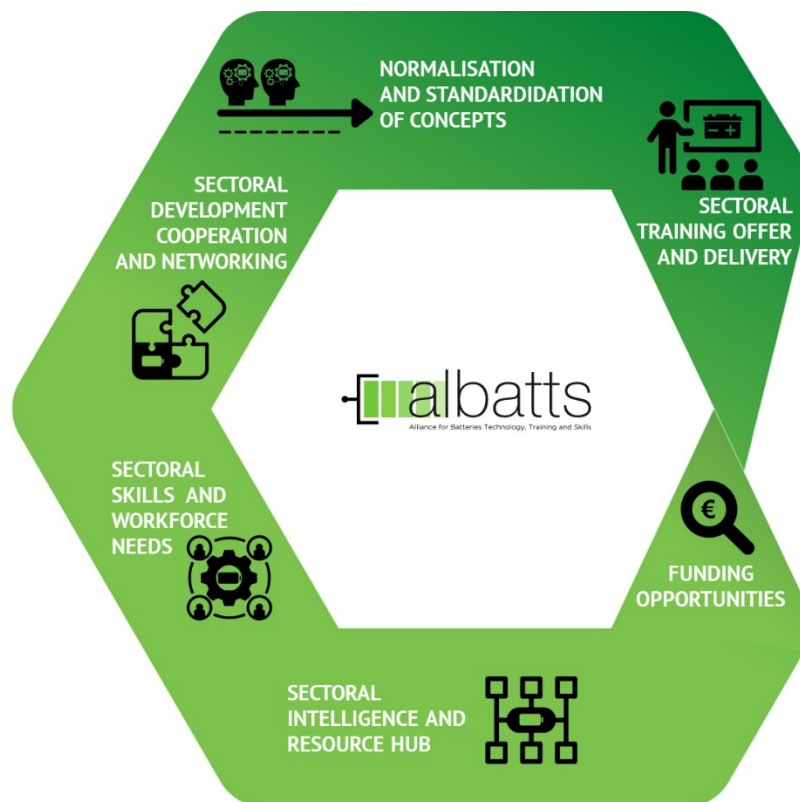 NORMALISATION
AND STANDARDIDATION
OF CONCEPTS
SECTORAL
TRAINING OFFER
AND DELIVERY
SECTORAL
DEVELOPMENT
COOPERATION
AND NETWORKING
albatts
Alliance for Batteries Technology, Training and Skills
SECTORAL
SKILLS AND
WORKFORCE
NEEDS
€
FUNDING
OPPORTUNITIES
SECTORAL
INTELLIGENCE AND
RESOURCE HUB